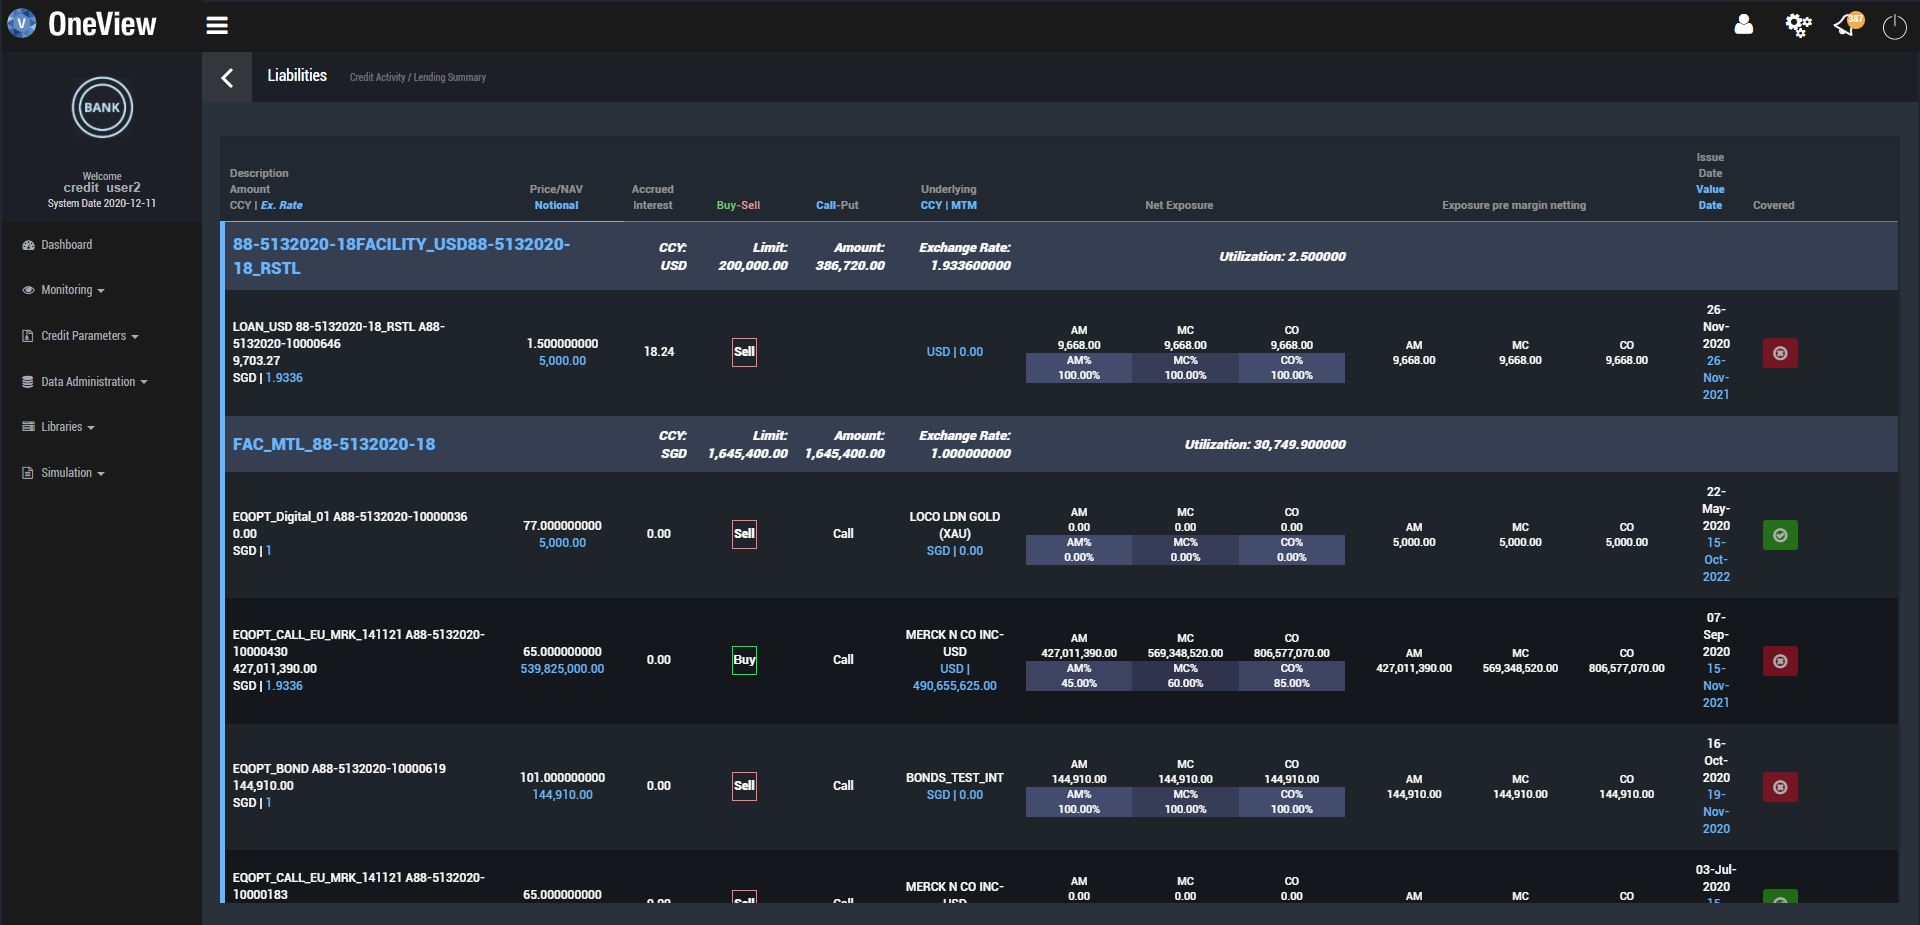 OneView
387
BANK
Welcome
credit_user2
System Date 2020-12-11
Dashboard
Monitoring
Credit Parameters
Data Administration
Libraries
Simulation
Liabilities Credit Activity / Lending Summary
Description
Amount
CCY | Ex. Rate
Price/NAV
Notional
Accrued
Interest
Buy-Sell
Call-Put
Underlying
CCY | MTM
Net Exposure
Exposure pre margin netting
Issue
Date
Value
Date
Covered
88-5132020-18FACILITY_USD88-5132020-
18_RSTL
CCY:
USD
Limit:
200,000.00
Amount:
386,720.00
Exchange Rate:
1.933600000
Utilization: 2.500000
LOAN_USD 88-5132020-18_RSTL A88-
5132020-10000646
9,703.27
SGD | 1.9336
1.500000000
5,000.00
18.24
Sell
USD | 0.00
AM MC CO
9,668.00 9,668.00 9,668.00
AM% MC% CO%
100.00% 100.00% 100.00%
AM MC CO
9,668.00 9,668.00 9,668.00
26-
Nov-
2020
26-
Nov-
2021
FAC_MTL_88-5132020-18
CCY:
SGD
Limit:
1,645,400.00
Amount:
1,645,400.00
Exchange Rate:
1.000000000
Utilization: 30,749.900000
EQOPT_Digital_01 A88-5132020-10000036
0.00
SGD | 1
77.000000000
5,000.00
0.00
Sell
Call
LOCO LDN GOLD
(XAU)
SGD | 0.00
AM MC CO
0.00 0.00 0.00
AM% MC% CO%
0.00% 0.00% 0.00%
AM MC CO
5,000.00 5,000.00 5,000.00
22-
May-
2020
15-
Oct-
2022
EQOPT_CALL_EU_MRK_141121 A88-5132020-
10000430
427,011,390.00
SGD | 1.9336
65.000000000
539,825,000.00
0.00
Buy
Call
MERCK N CO INC-
USD
USD |
490,655,625.00
AM MC CO
427,011,390.00 569,348,520.00 806,577,070.00
AM% MC% CO%
45.00% 60.00% 85.00%
AM MC CO
427,011,390.00 569,348,520.00 806,577,070.00
07-
Sep-
2020
15-
Nov-
2021
EQOPT_BOND A88-5132020-10000619
144,910.00
SGD | 1
101.000000000
144,910.00
0.00
Sell
Call
BONDS_TEST_INT
SGD | 0.00
AM MC CO
144,910.00 144,910.00 144,910.00
AM% MC% CO%
100.00% 100.00% 100.00%
AM MC CO
144,910.00 144,910.00 144,910.00
16-
Oct-
2020
19-
Nov-
2020
EQOPT_CALL_EU_MRK_141121 A88-5132020-
10000183
65.000000000
0.00
Sell
Call
MERCK N CO INC-
USD
AM MC CO
0.00 0.00 0.00
AM MC CO
03-Jul-
2020
15-